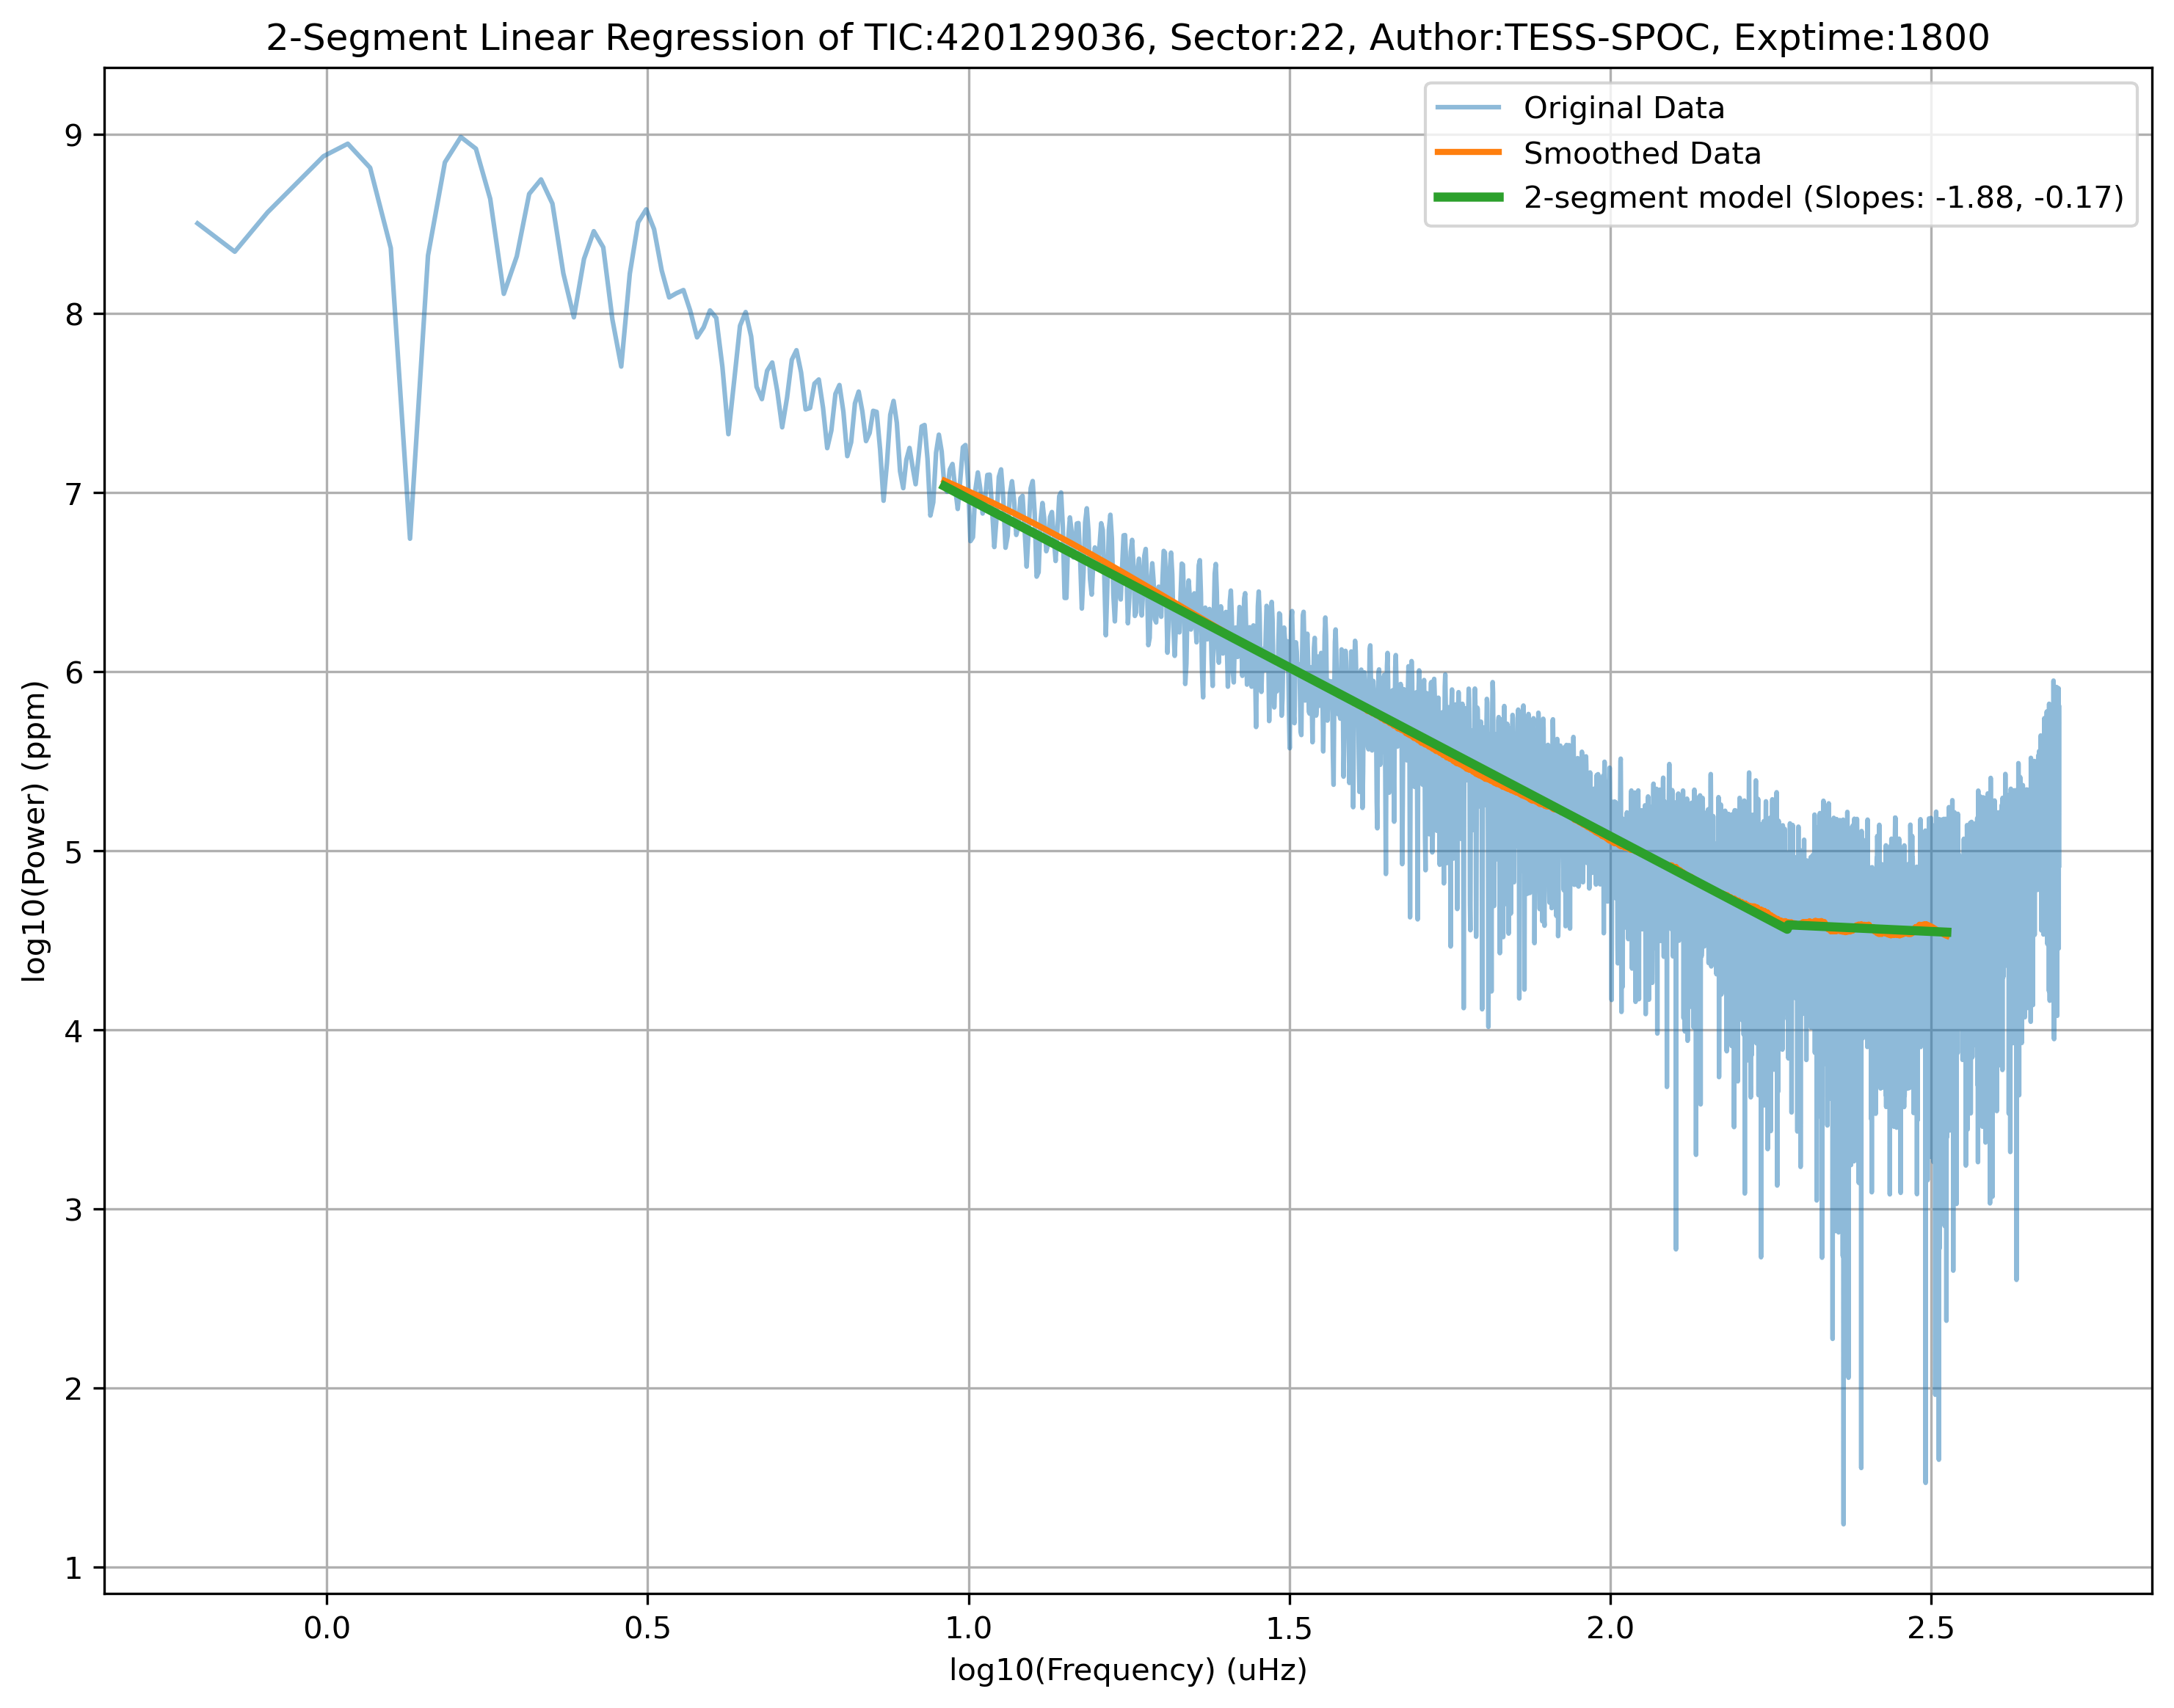 2-Segment Linear Regression of TIC:420129036, Sector:22, Author:TESS-SPOC, Exptime:1800
Original Data
Smoothed Data
2-segment model (Slopes: -1.88, -0.17)
9
8
7
6
5
4
3
2
1
log10(Power) (ppm)
0.0 0.5 1.0 1.5 2.0 2.5
log10(Frequency) (uHz)